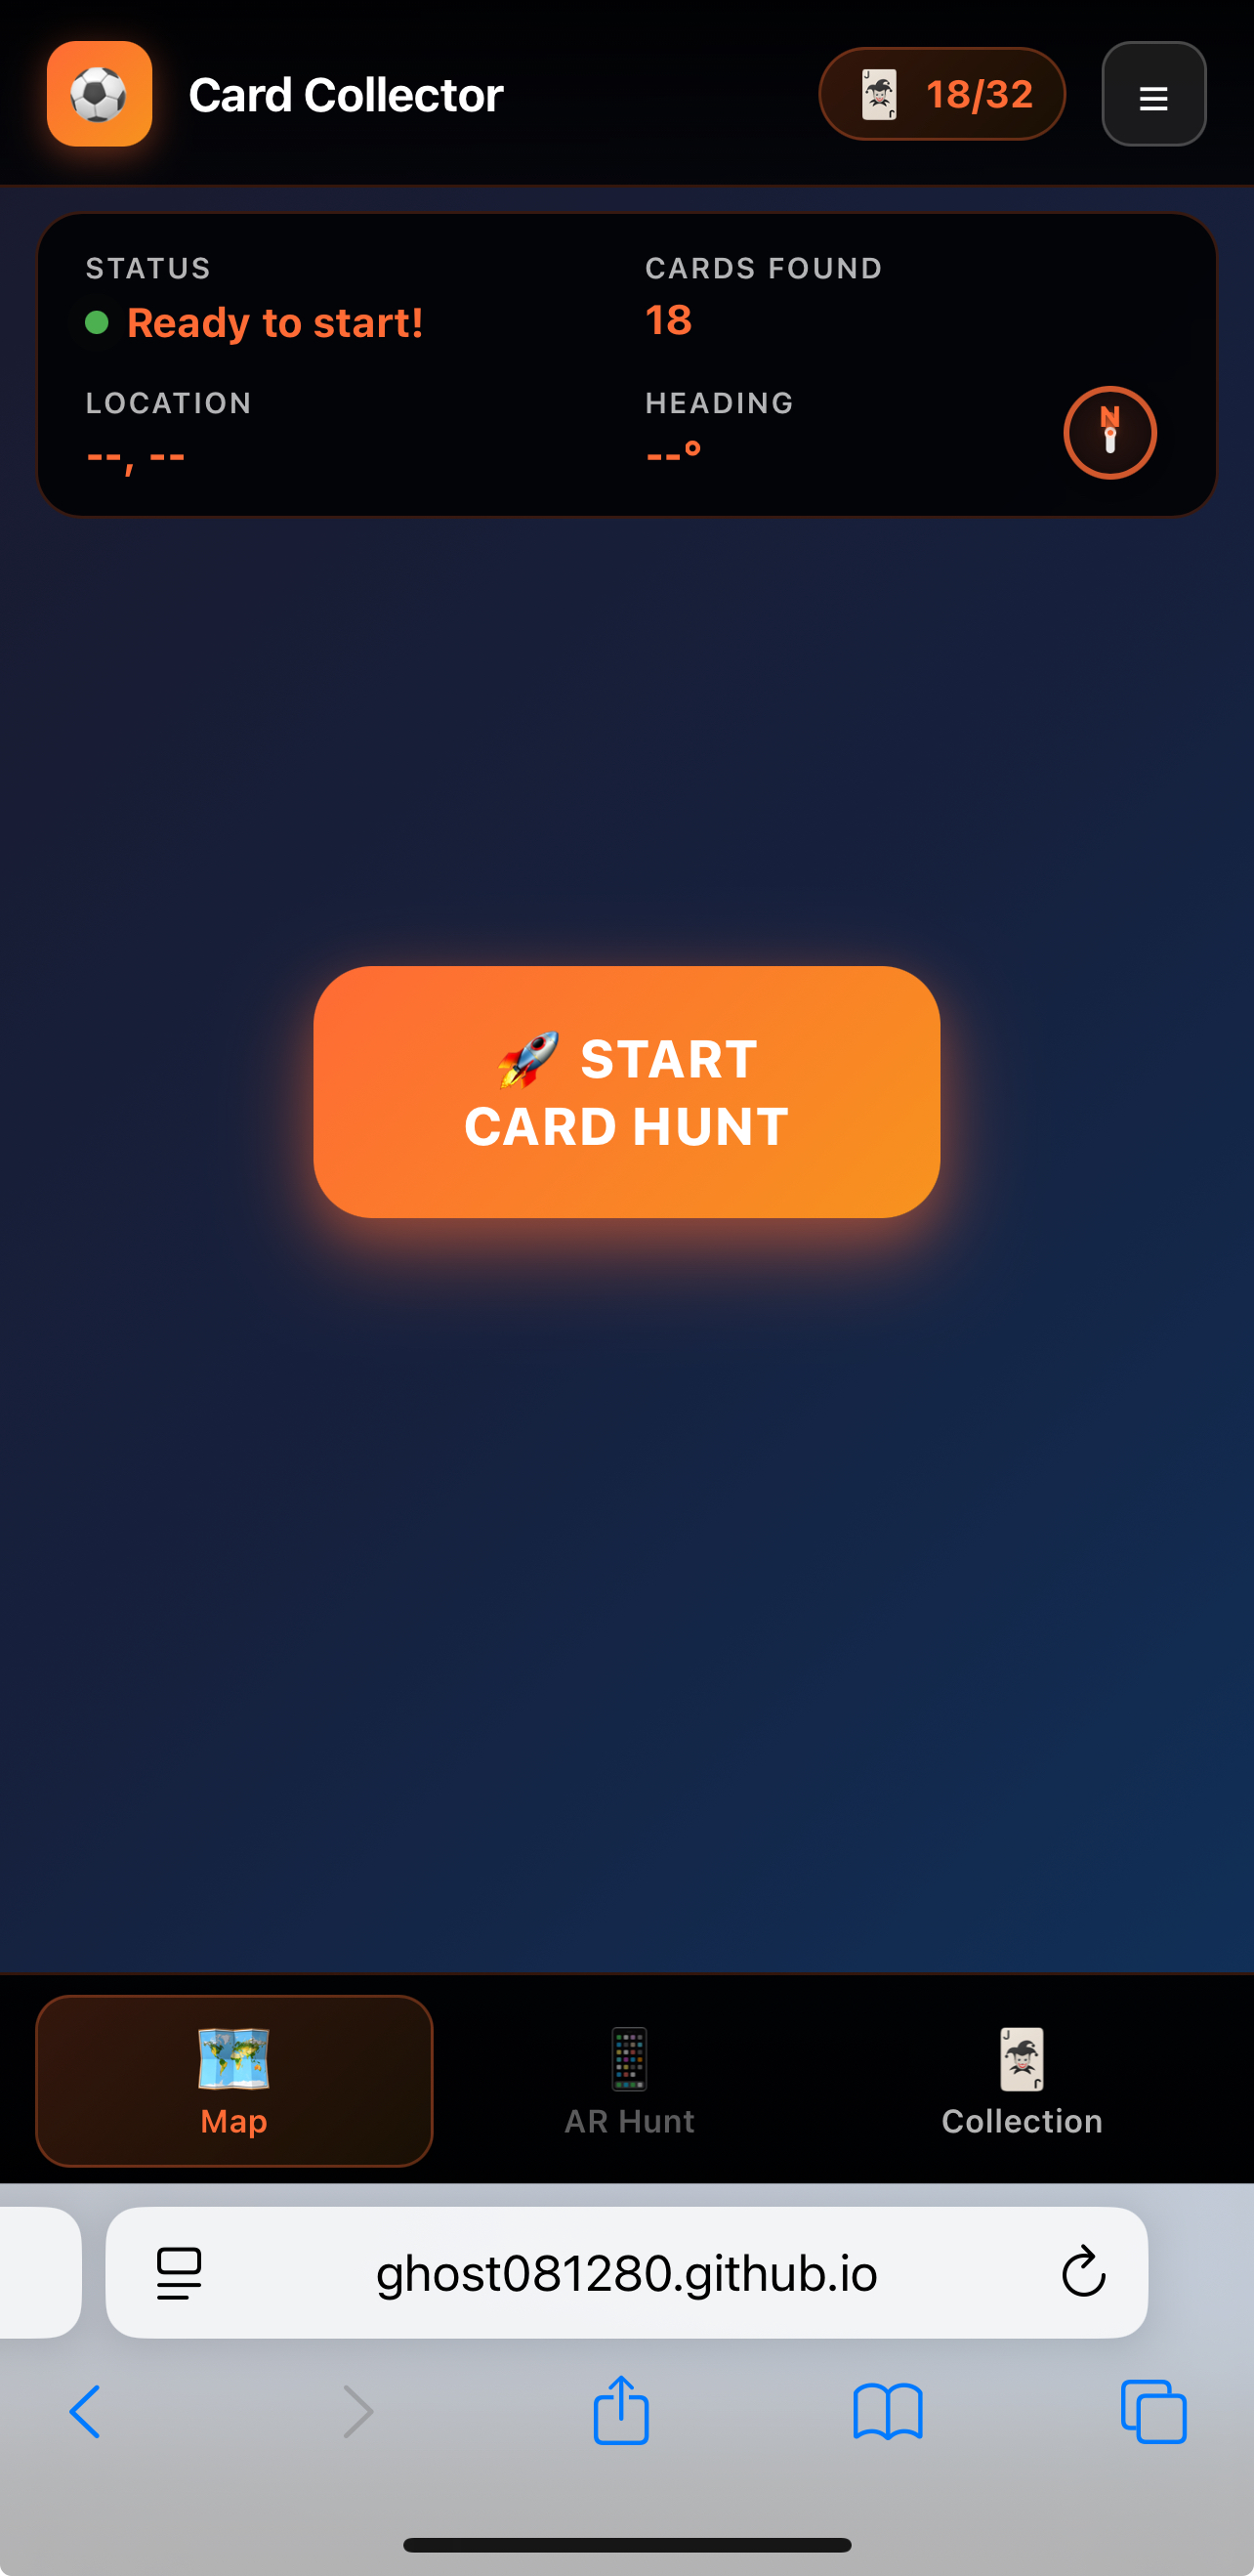 Card Collector
18/32
STATUS
Ready to start!
CARDS FOUND
18
LOCATION
--, --
HEADING
--°
N
START
CARD HUNT
Map
AR Hunt
Collection
ghost081280.github.io